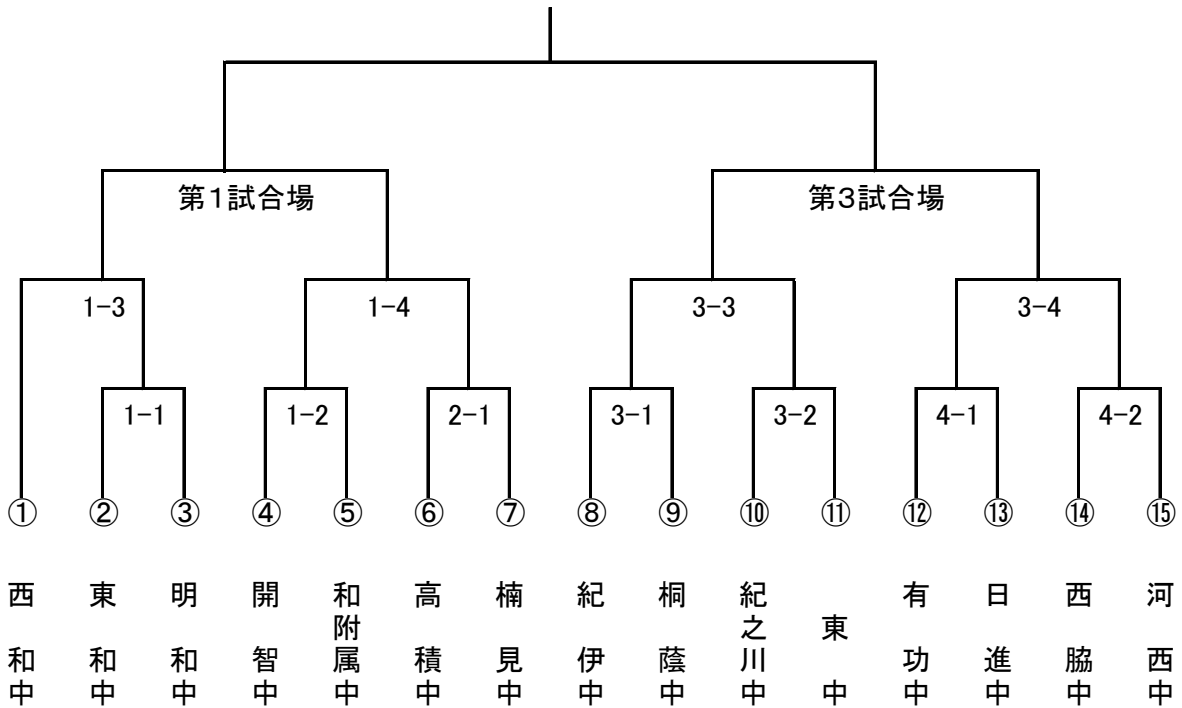 第1試合場 第3試合場
1-3 1-4 3-3 3-4
1-1 1-2 2-1 3-1 3-2 4-1 4-2
① ② ③ ④ ⑤ ⑥ ⑦ ⑧ ⑨ ⑩ ⑪ ⑫ ⑬ ⑭ ⑮
西和中
東和中
明和中
開智中
和附属中
高積中
楠見中
紀伊中
桐蔭中
紀之川中
東中
有功中
日進中
西脇中
河西中